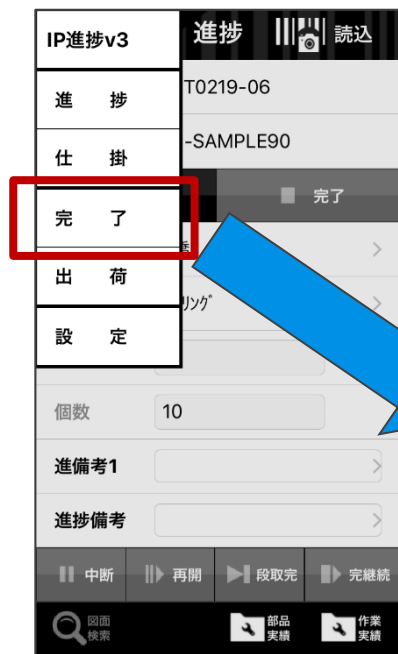 IP進捗v3
進捗
読込
進 捗
T0219-06
仕 掛
-SAMPLE90
完 了
完了
出 荷
ﾘﾝｸﾞ
設 定
個数
10
進備考1
進捗備考
中断
再開
段取完
完継続
図面
検索
部品
実績
作業
実績